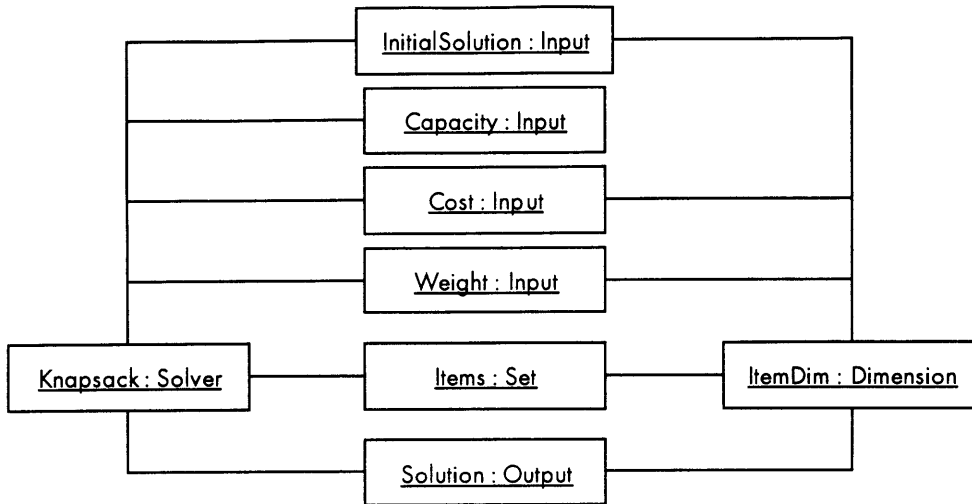 InitialSolution : Input
Capacity : Input
Cost : Input
Weight : Input
Knapsack : Solver
Items : Set
ItemDim : Dimension
Solution : Output